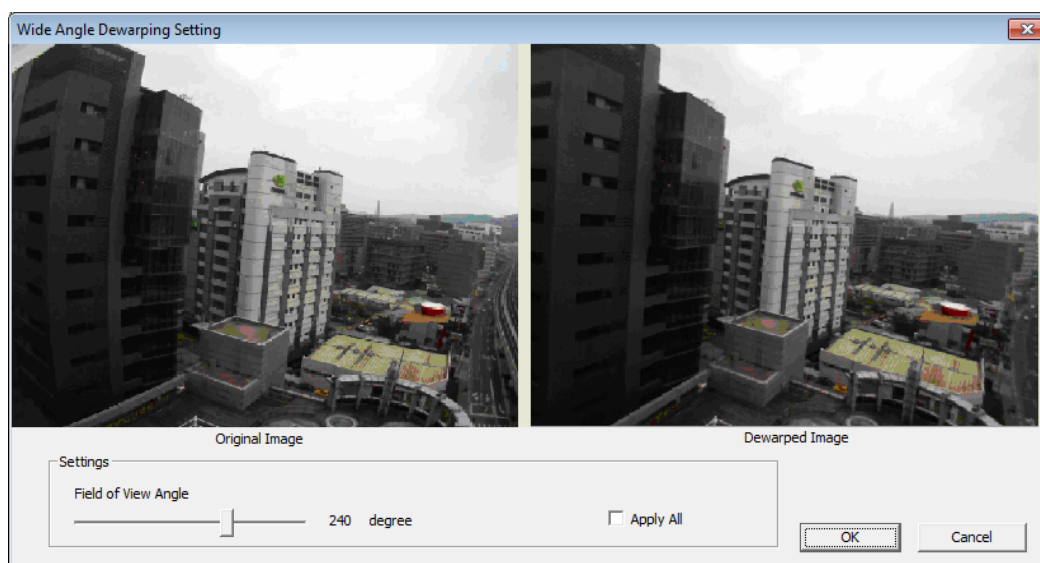 Wide Angle Dewarping Setting
Original Image
Dewarped Image
Settings
Field of View Angle
240 degree
Apply All
OK
Cancel